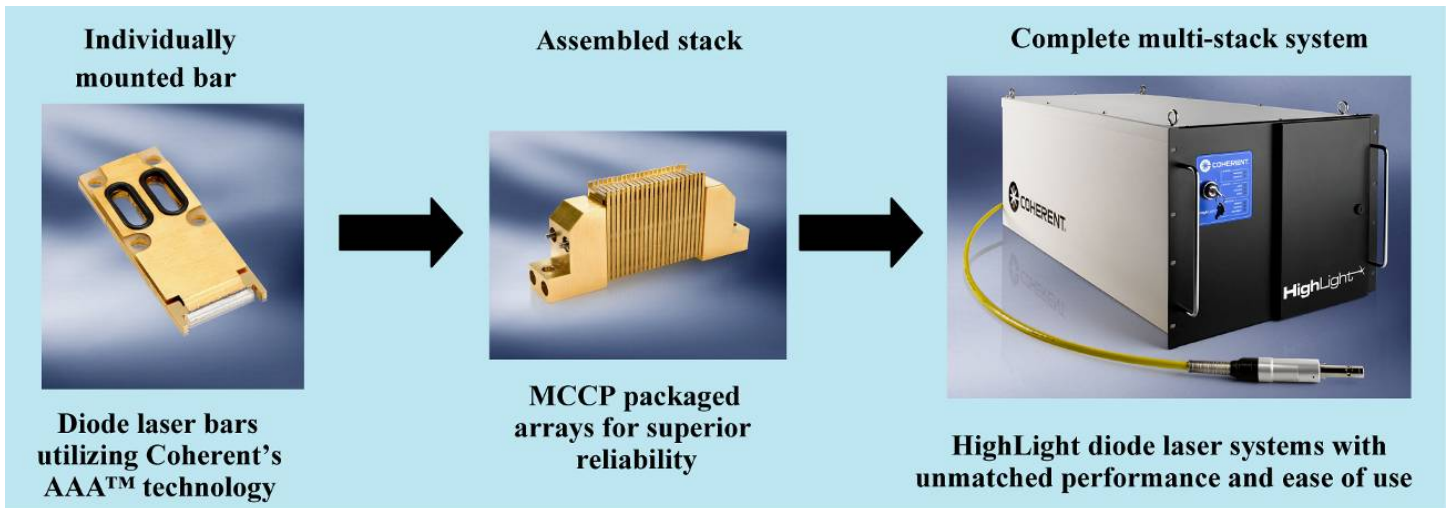 Individually
mounted bar
Assembled stack
Complete multi-stack system
COHERENT.
COHERENT.
HighLight
Diode laser bars
utilizing Coherent's
AAA™ technology
MCCP packaged
arrays for superior
reliability
HighLight diode laser systems with
unmatched performance and ease of use